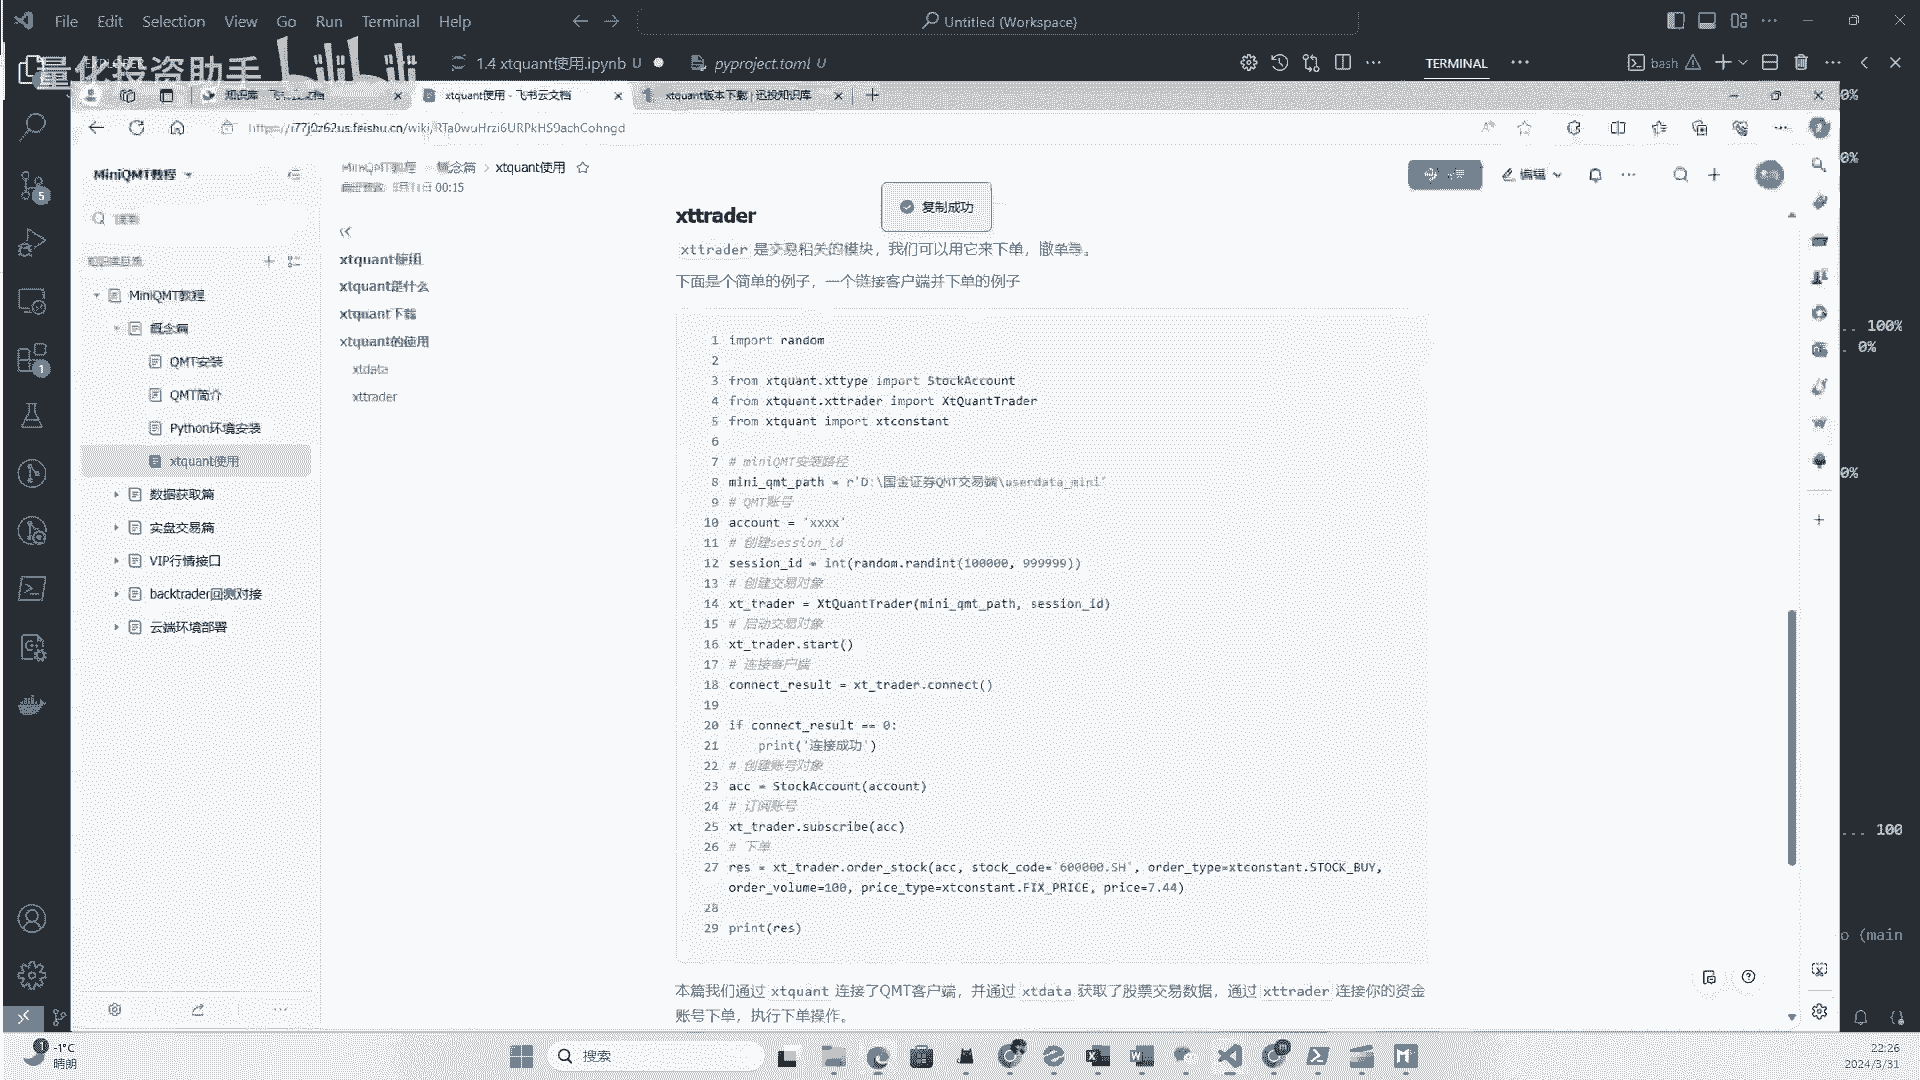 File Edit Selection View Go Run Terminal Help
Untitled (Workspace)
量化投资助手 bilibili
1.4 xtquant使用.ipynb U
pyproject.toml U
TERMINAL
bash
知识库 - 飞书云文档
xtquant使用 - 飞书云文档
xtquant版本下载 | 迅投知识库
https://i77j0z62us.feishu.cn/wiki/RTa0wuHrzi6URPkHS9achCohngd
MiniQMT教程
搜索
MiniQMT教程
概念篇
QMT安装
QMT简介
Python环境安装
xtquant使用
数据获取篇
实盘交易篇
VIP行情接口
backtrader回测对接
云端环境部署
MiniQMT教程
概念篇
xtquant使用
00:15
xtquant使用
xtquant是什么
xtquant下载
xtquant的使用
xtdata
xttrader
编辑
复制成功
xttrader
xttrader 是交易相关的模块，我们可以用它来下单，撤单等。
下面是个简单的例子，一个链接客户端并下单的例子
1 import random
2
3 from xtquant.xttype import StockAccount
4 from xtquant.xttrader import XtQuantTrader
5 from xtquant import xtconstant
6
7 # miniQMT安装路径
8 mini_qmt_path = r'D:\国金证券QMT交易端\userdata_mini'
9 # QMT账号
10 account = 'xxxx'
11 # 创建session_id
12 session_id = int(random.randint(100000, 999999))
13 # 创建交易对象
14 xt_trader = XtQuantTrader(mini_qmt_path, session_id)
15 # 启动交易对象
16 xt_trader.start()
17 # 连接客户端
18 connect_result = xt_trader.connect()
19
20 if connect_result == 0:
21 print('连接成功')
22 # 创建账号对象
23 acc = StockAccount(account)
24 # 订阅账号
25 xt_trader.subscribe(acc)
26 # 下单
27 res = xt_trader.order_stock(acc, stock_code='600000.SH', order_type=xtconstant.STOCK_BUY,
order_volume=100, price_type=xtconstant.FIX_PRICE, price=7.44)
28
29 print(res)
本篇我们通过 xtquant 连接了QMT客户端，并通过 xtdata 获取了股票交易数据，通过 xttrader 连接你的资金
账号下单，执行下单操作。
0%
0%
100%
0%
0%
... 100
o (main
5
1
-1°C
晴朗
搜索
22:26
2024/3/31